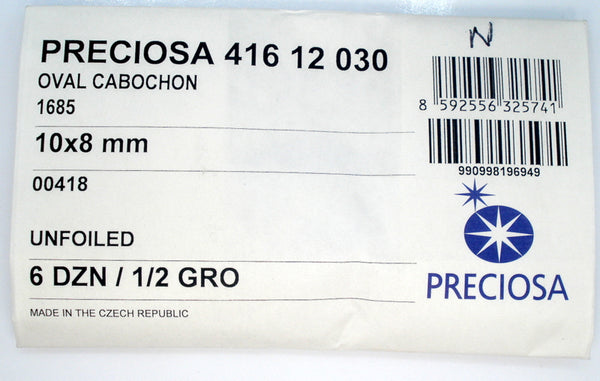 PRECIOSA 416 12 030
OVAL CABOCHON
1685
10x8 mm
00418
UNFOILED
6 DZN / 1/2 GRO
MADE IN THE CZECH REPUBLIC
N
8 592556 325741
990998196949
PRECIOSA